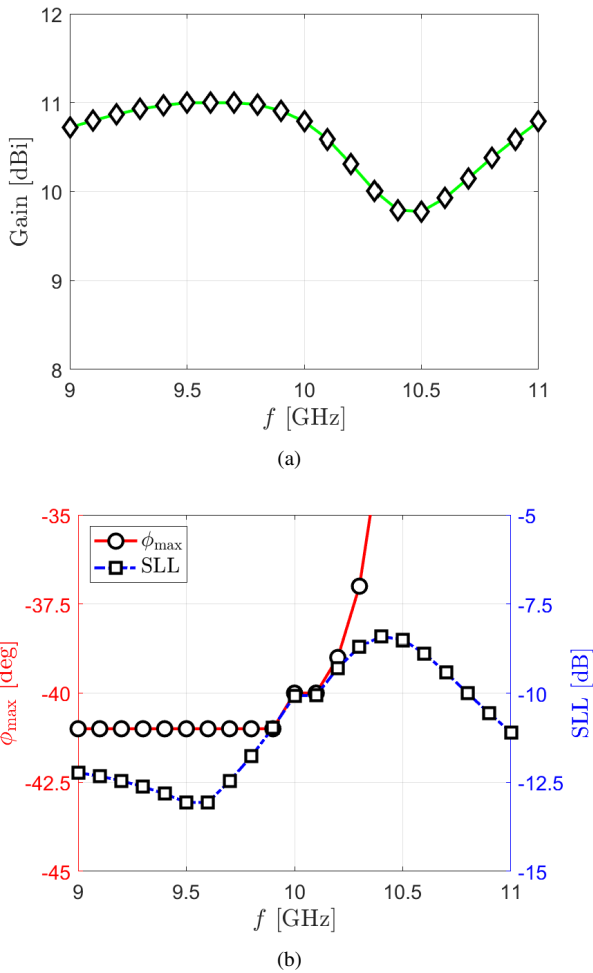 12
11
10
9
8
Gain [dBi]
9 9.5 10 10.5 11
f [GHz]
(a)
-35 -5
ϕmax
SLL
-37.5 -7.5
-40 -10
-42.5 -12.5
-45 -15
ϕmax [deg]
SLL [dB]
9 9.5 10 10.5 11
f [GHz]
(b)